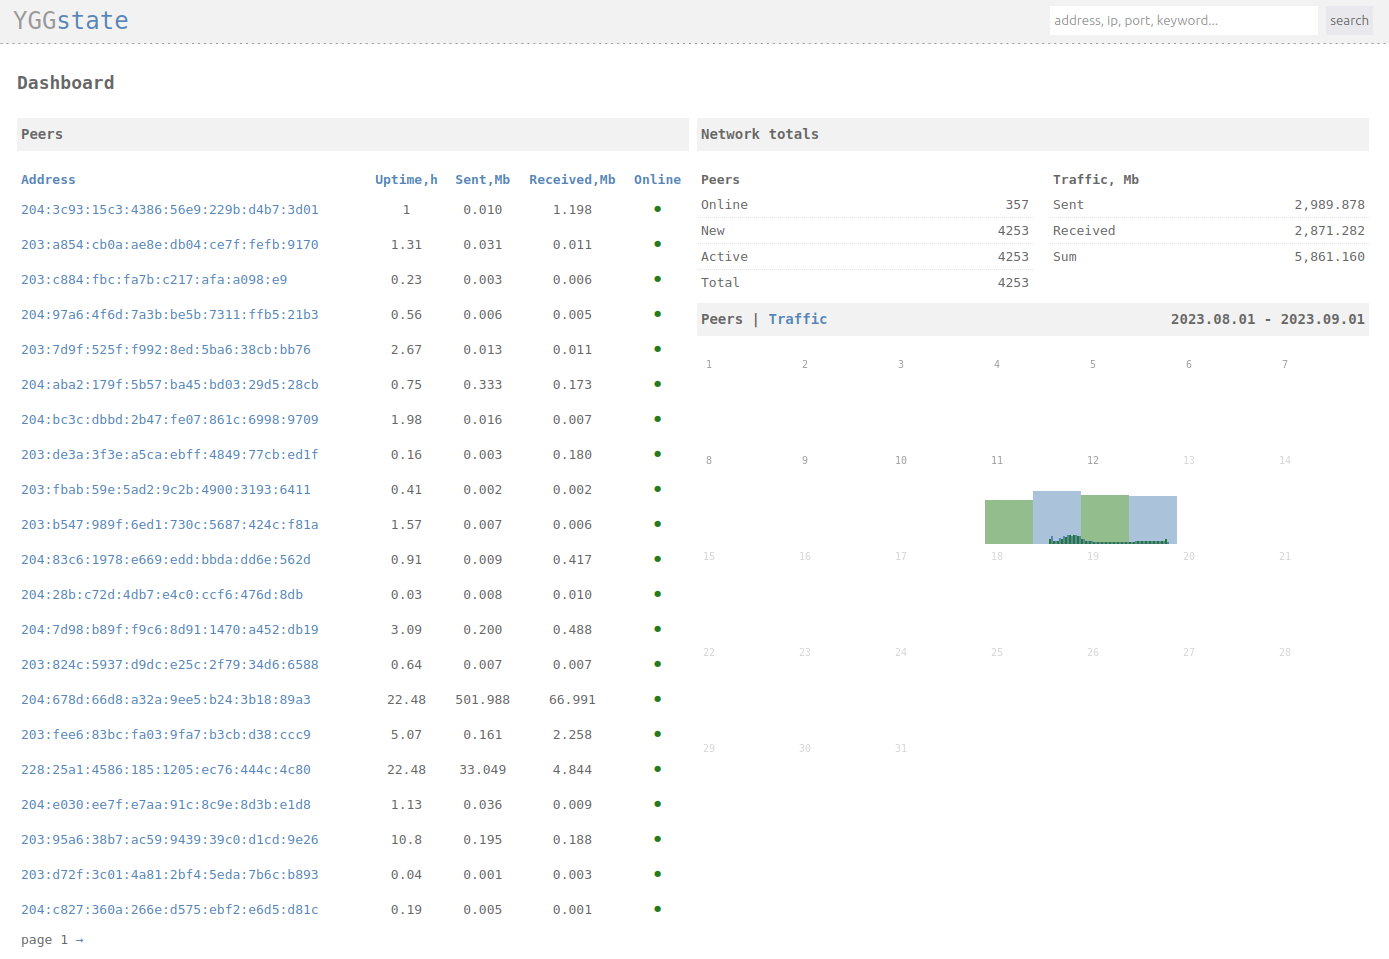 YGGstate
address, ip, port, keyword...
search
Dashboard
Peers
Address Uptime,h Sent,Mb Received,Mb Online
204:3c93:15c3:4386:56e9:229b:d4b7:3d01 1 0.010 1.198 •
203:a854:cb0a:ae8e:db04:ce7f:fefb:9170 1.31 0.031 0.011 •
203:c884:fbc:fa7b:c217:afa:a098:e9 0.23 0.003 0.006 •
204:97a6:4f6d:7a3b:be5b:7311:ffb5:21b3 0.56 0.006 0.005 •
203:7d9f:525f:f992:8ed:5ba6:38cb:bb76 2.67 0.013 0.011 •
204:aba2:179f:5b57:ba45:bd03:29d5:28cb 0.75 0.333 0.173 •
204:bc3c:dbbd:2b47:fe07:861c:6998:9709 1.98 0.016 0.007 •
203:de3a:3f3e:a5ca:ebff:4849:77cb:ed1f 0.16 0.003 0.180 •
203:fbab:59e:5ad2:9c2b:4900:3193:6411 0.41 0.002 0.002 •
203:b547:989f:6ed1:730c:5687:424c:f81a 1.57 0.007 0.006 •
204:83c6:1978:e669:edd:bbda:dd6e:562d 0.91 0.009 0.417 •
204:28b:c72d:4db7:e4c0:ccf6:476d:8db 0.03 0.008 0.010 •
204:7d98:b89f:f9c6:8d91:1470:a452:db19 3.09 0.200 0.488 •
203:824c:5937:d9dc:e25c:2f79:34d6:6588 0.64 0.007 0.007 •
204:678d:66d8:a32a:9ee5:b24:3b18:89a3 22.48 501.988 66.991 •
203:fee6:83bc:fa03:9fa7:b3cb:d38:ccc9 5.07 0.161 2.258 •
228:25a1:4586:185:1205:ec76:444c:4c80 22.48 33.049 4.844 •
204:e030:ee7f:e7aa:91c:8c9e:8d3b:e1d8 1.13 0.036 0.009 •
203:95a6:38b7:ac59:9439:39c0:d1cd:9e26 10.8 0.195 0.188 •
203:d72f:3c01:4a81:2bf4:5eda:7b6c:b893 0.04 0.001 0.003 •
204:c827:360a:266e:d575:ebf2:e6d5:d81c 0.19 0.005 0.001 •
page 1 →
Network totals
Peers
Online 357
New 4253
Active 4253
Total 4253
Traffic, Mb
Sent 2,989.878
Received 2,871.282
Sum 5,861.160
Peers | Traffic 2023.08.01 - 2023.09.01
1 2 3 4 5 6 7
8 9 10 11 12 13 14
15 16 17 18 19 20 21
22 23 24 25 26 27 28
29 30 31